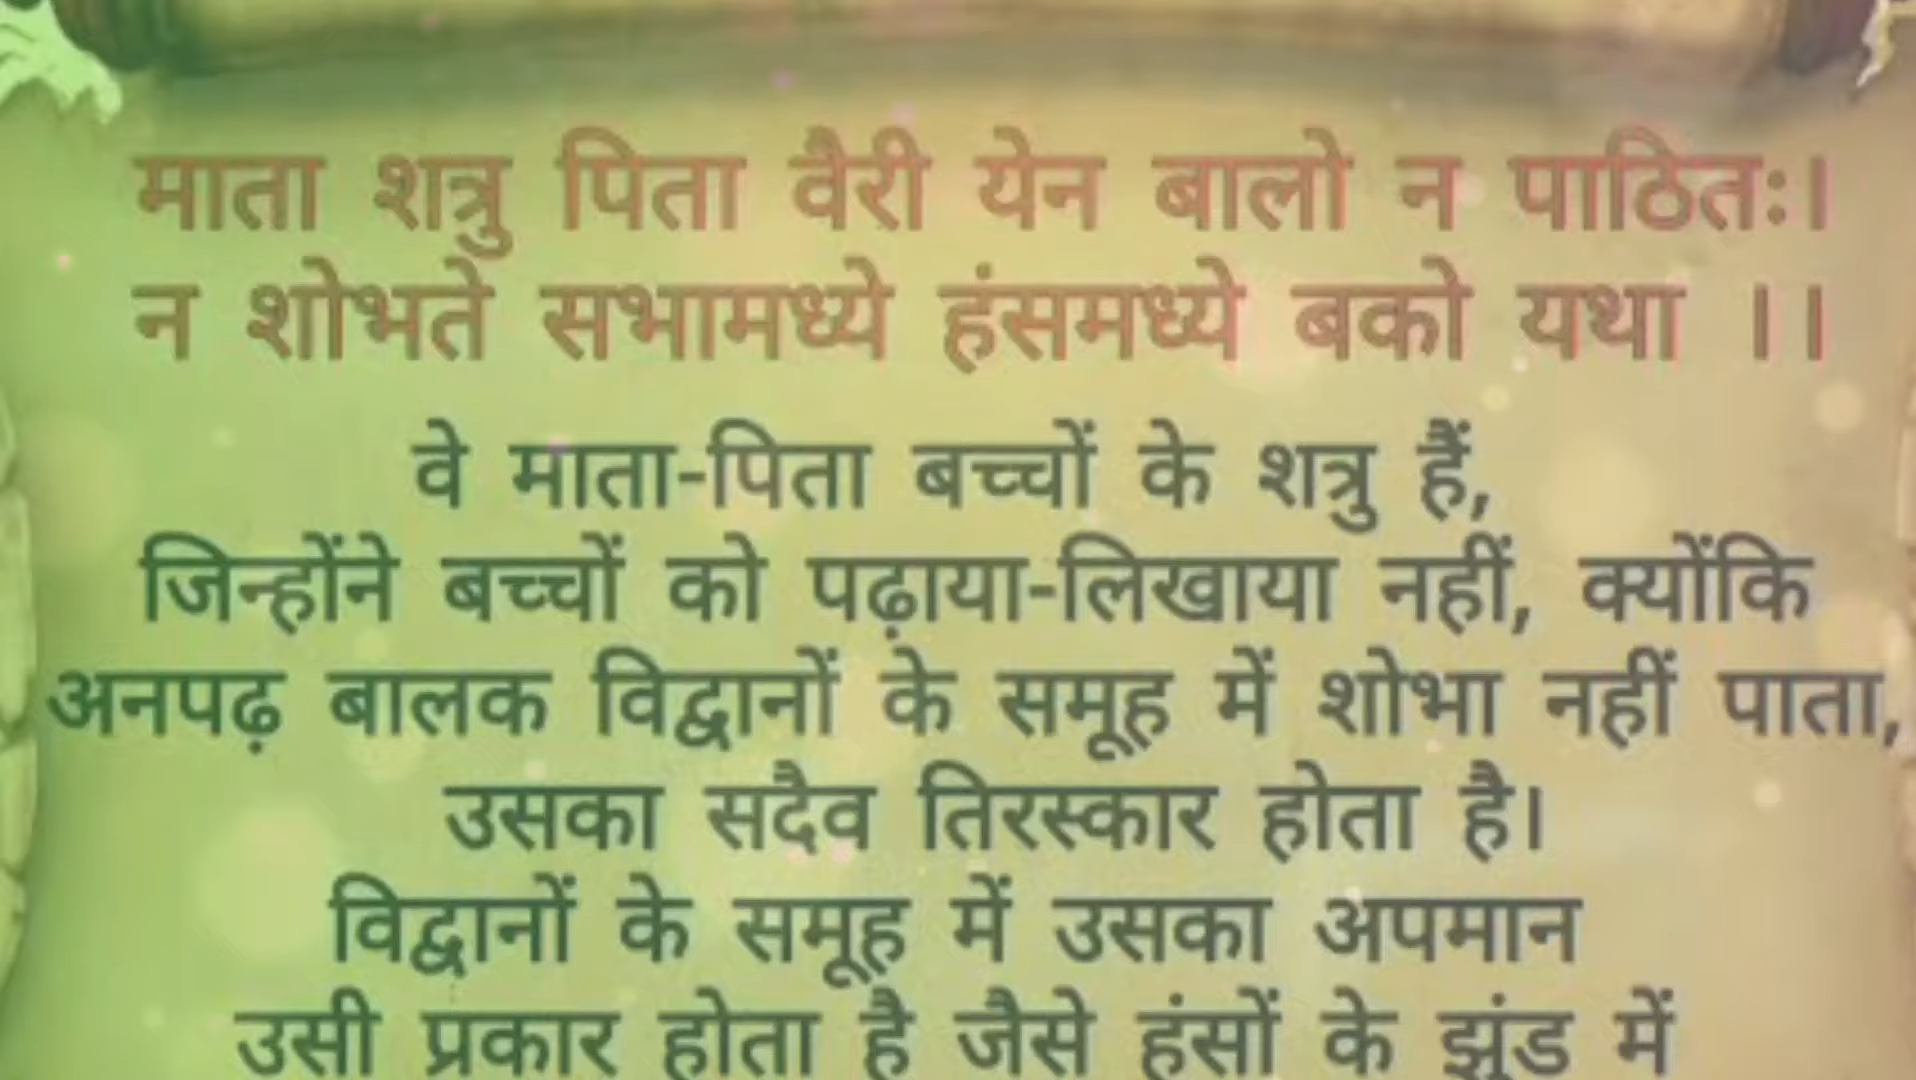 माता शत्रु पिता वैरी येन बालो न पाठितः।
न शोभते सभामध्ये हंसमध्ये बको यथा ।।
वे माता-पिता बच्चों के शत्रु हैं,
जिन्होंने बच्चों को पढ़ाया-लिखाया नहीं, क्योंकि
अनपढ़ बालक विद्वानों के समूह में शोभा नहीं पाता,
उसका सदैव तिरस्कार होता है।
विद्वानों के समूह में उसका अपमान
उसी प्रकार होता है जैसे हंसों के झुंड में